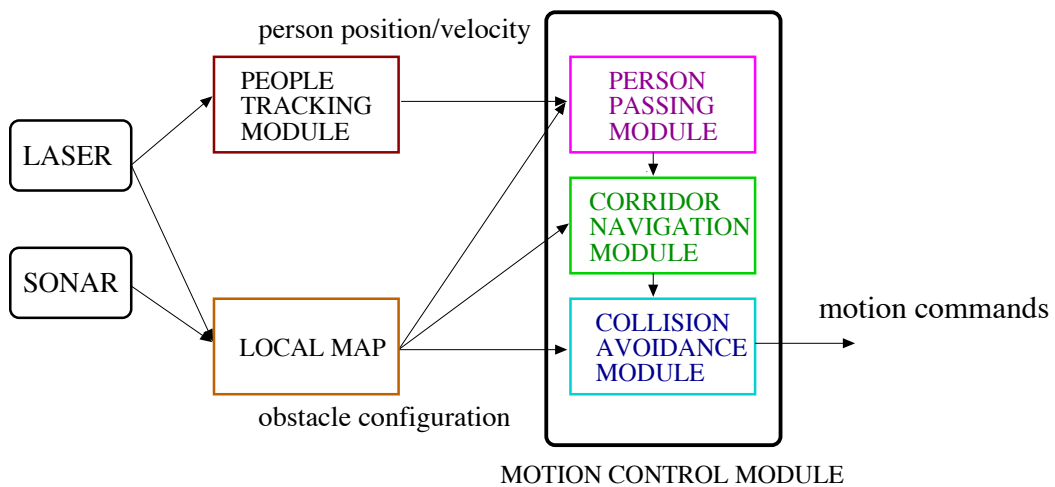 person position/velocity
PEOPLE
TRACKING
MODULE
PERSON
PASSING
MODULE
LASER
CORRIDOR
NAVIGATION
MODULE
SONAR
LOCAL MAP
COLLISION
AVOIDANCE
MODULE
motion commands
obstacle configuration
MOTION CONTROL MODULE